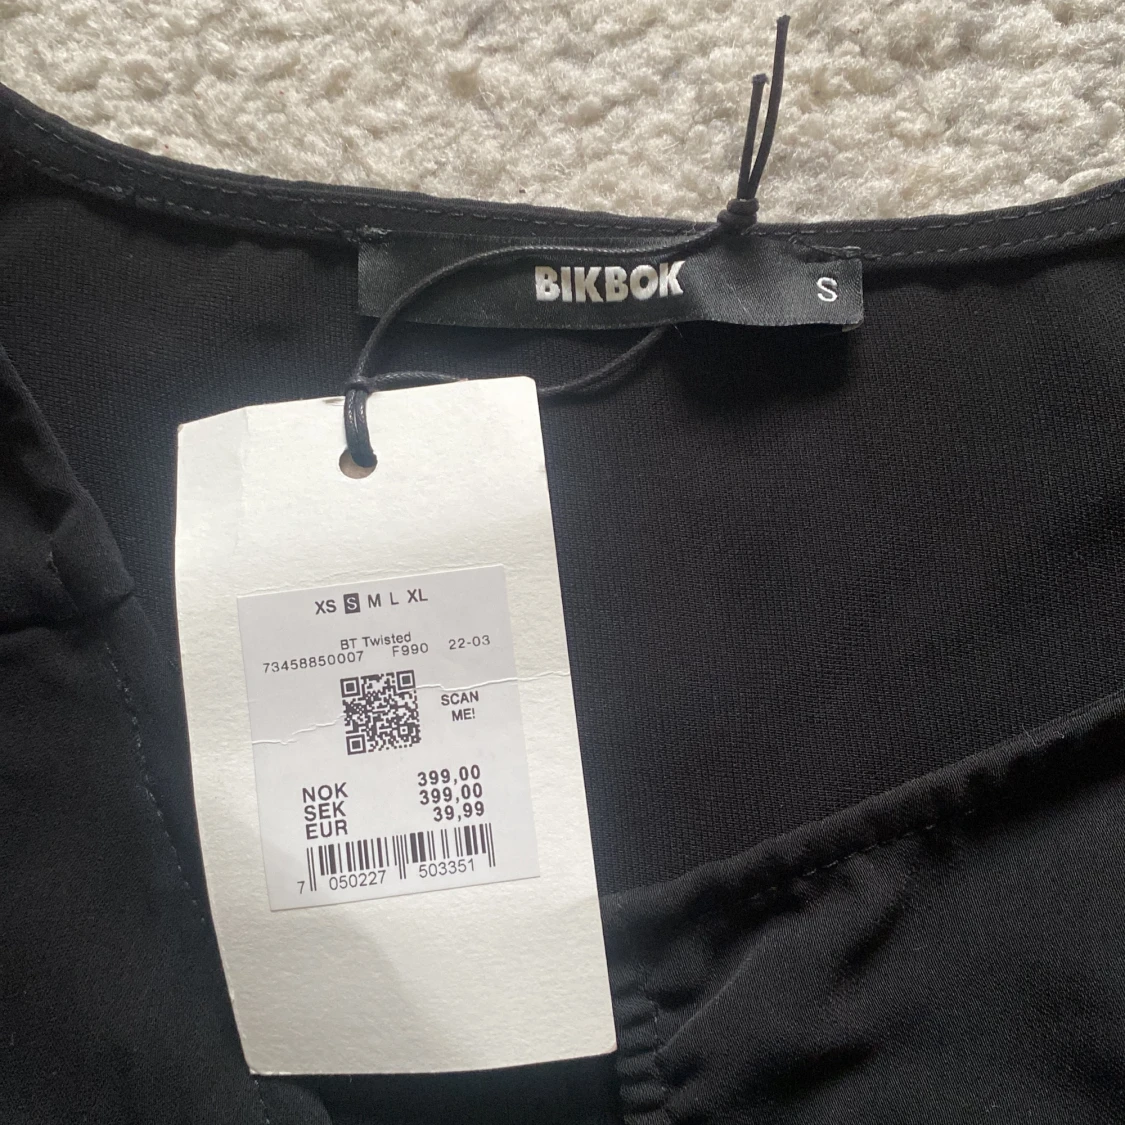 BIKBOK
S
XS S M L XL
BT Twisted
73458850007 F990 22-03
SCAN
ME!
NOK 399,00
SEK 399,00
EUR 39,99
7 050227 503351